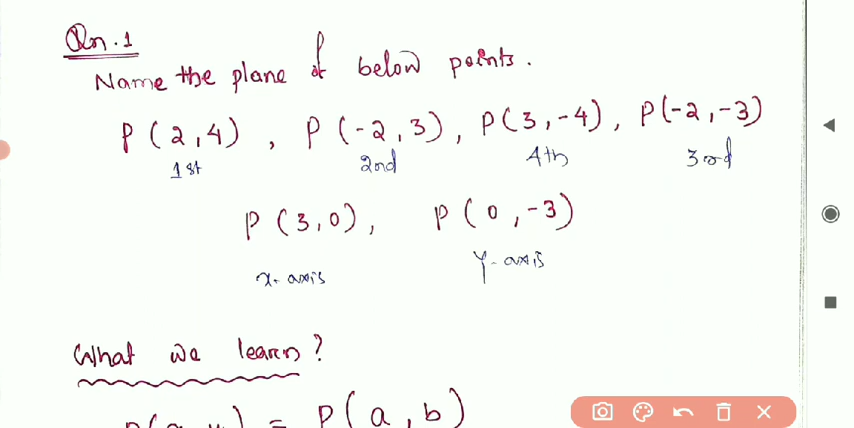 Qn. 1
Name the plane of below points.
P(2,4), P(-2,3), P(3,-4), P(-2,-3)
1st 2nd 4th 3rd
P(3,0), P(0,-3)
x-axis Y-axis
What we learn?
= P(a,b)